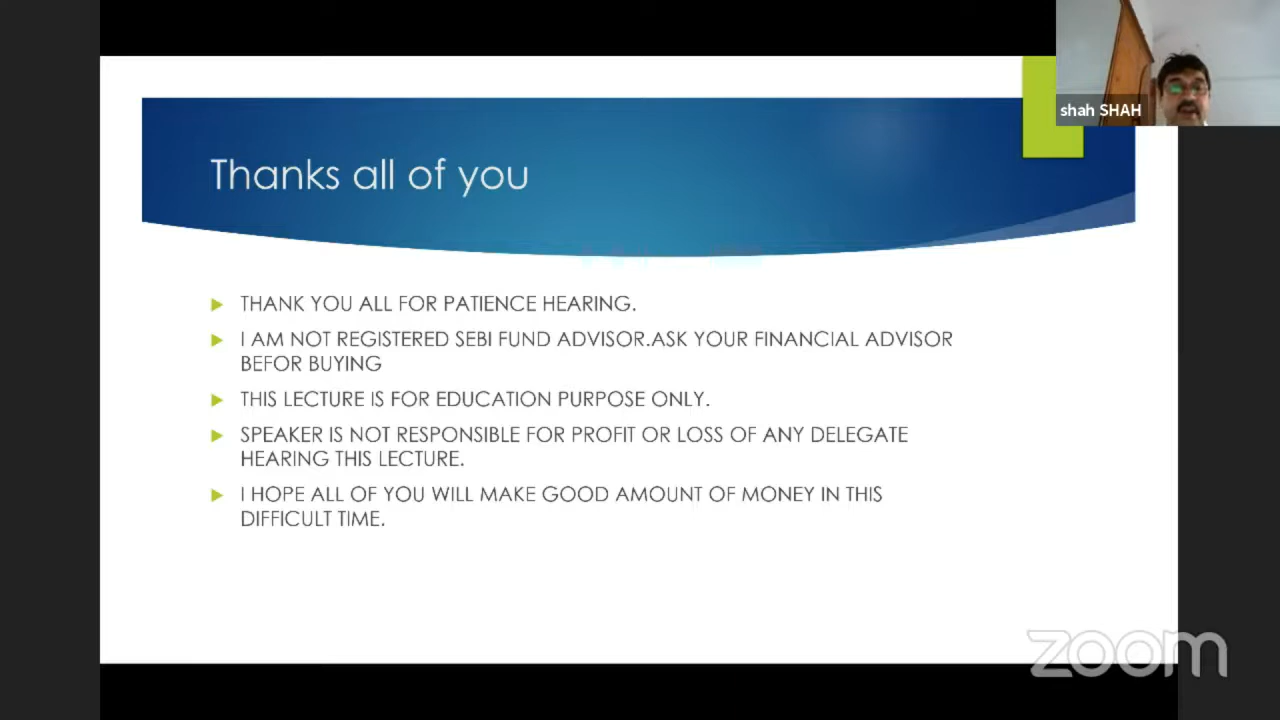 shah SHAH
Thanks all of you
THANK YOU ALL FOR PATIENCE HEARING.
I AM NOT REGISTERED SEBI FUND ADVISOR.ASK YOUR FINANCIAL ADVISOR
BEFOR BUYING
THIS LECTURE IS FOR EDUCATION PURPOSE ONLY.
SPEAKER IS NOT RESPONSIBLE FOR PROFIT OR LOSS OF ANY DELEGATE
HEARING THIS LECTURE.
I HOPE ALL OF YOU WILL MAKE GOOD AMOUNT OF MONEY IN THIS
DIFFICULT TIME.
zoom